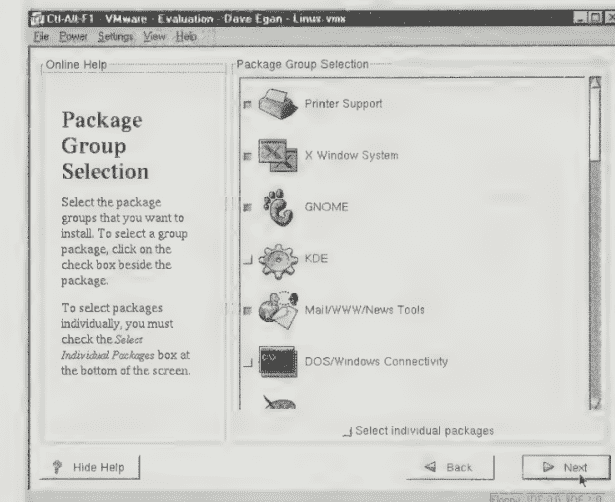 Ctl-Alt-F1 - VMware - Evaluation - Dave Egan - Linux.vmx
File Power Settings View Help
Online Help
Package
Group
Selection
Select the package
groups that you want to
install. To select a group
package, click on the
check box beside the
package.
To select packages
individually, you must
check the Select
Individual Packages box at
the bottom of the screen.
Package Group Selection
Printer Support
X Window System
GNOME
KDE
Mail/WWW/News Tools
C:\
DOS/Windows Connectivity
Select individual packages
Hide Help
Back
Next